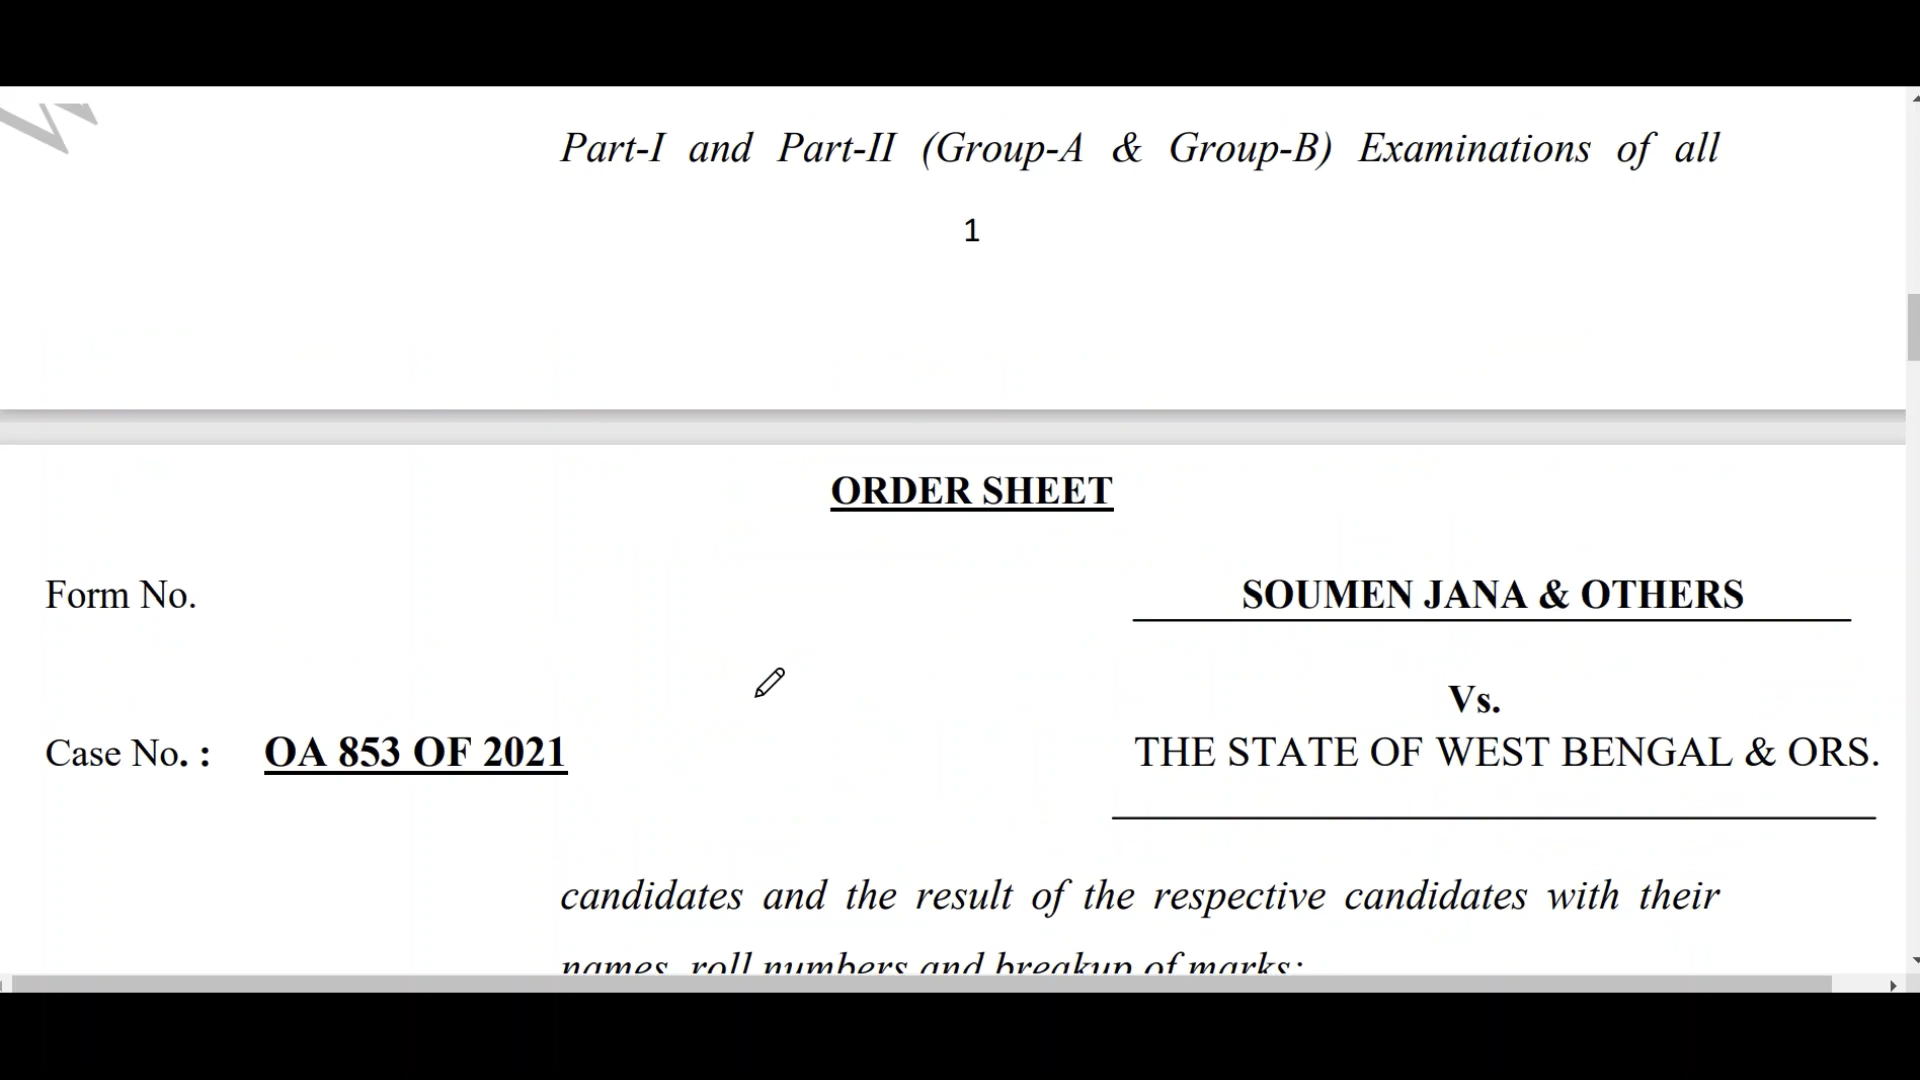 Part-I and Part-II (Group-A & Group-B) Examinations of all
1
ORDER SHEET
Form No.
SOUMEN JANA & OTHERS
Vs.
Case No. : OA 853 OF 2021
THE STATE OF WEST BENGAL & ORS.
candidates and the result of the respective candidates with their
names, roll numbers and breakup of marks;